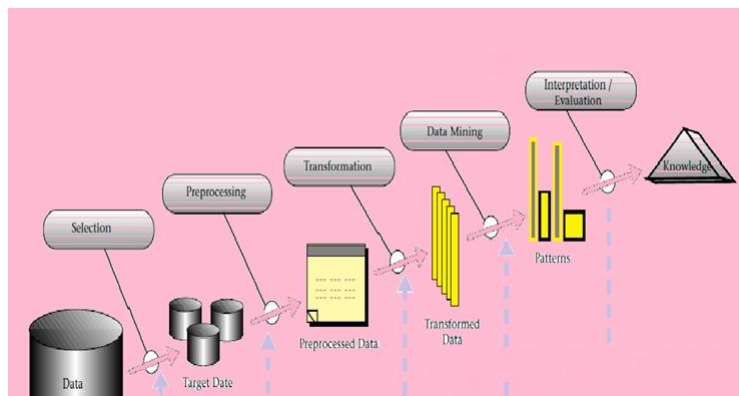 Interpretation /
Evaluation
Data Mining
Knowledge
Transformation
Preprocessing
Selection
Patterns
Transformed
Data
Preprocessed Data
Target Date
Data